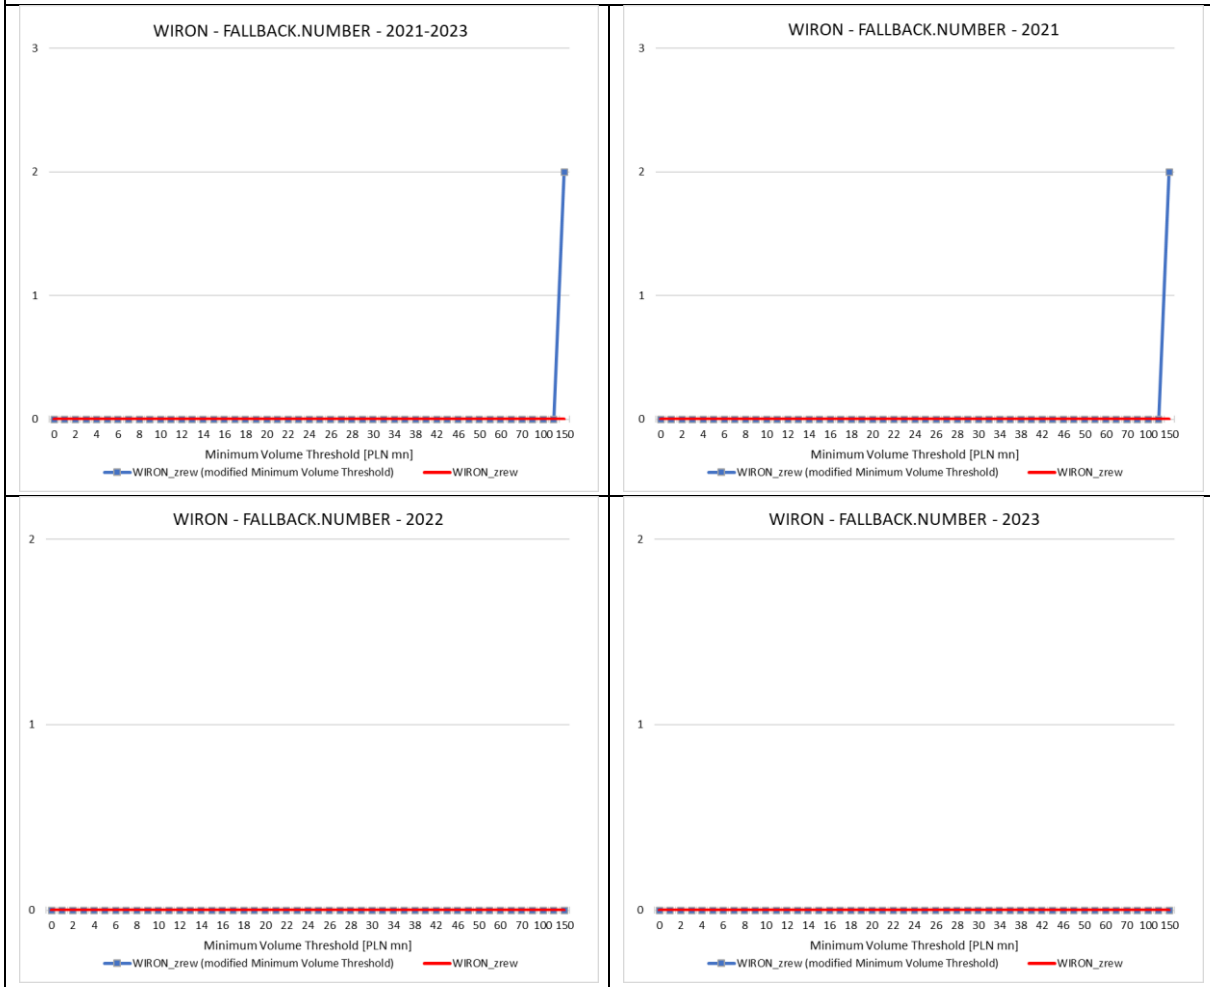 WIRON - FALLBACK.NUMBER - 2021-2023
3
2
1
0
0 2 4 6 8 10 12 14 16 18 20 22 24 26 28 30 34 38 42 46 50 60 70 100 150
Minimum Volume Threshold [PLN mn]
WIRON_zrew (modified Minimum Volume Threshold) WIRON_zrew
WIRON - FALLBACK.NUMBER - 2021
3
2
1
0
0 2 4 6 8 10 12 14 16 18 20 22 24 26 28 30 34 38 42 46 50 60 70 100 150
Minimum Volume Threshold [PLN mn]
WIRON_zrew (modified Minimum Volume Threshold) WIRON_zrew
WIRON - FALLBACK.NUMBER - 2022
2
1
0
0 2 4 6 8 10 12 14 16 18 20 22 24 26 28 30 34 38 42 46 50 60 70 100 150
Minimum Volume Threshold [PLN mn]
WIRON_zrew (modified Minimum Volume Threshold) WIRON_zrew
WIRON - FALLBACK.NUMBER - 2023
2
1
0
0 2 4 6 8 10 12 14 16 18 20 22 24 26 28 30 34 38 42 46 50 60 70 100 150
Minimum Volume Threshold [PLN mn]
WIRON_zrew (modified Minimum Volume Threshold) WIRON_zrew